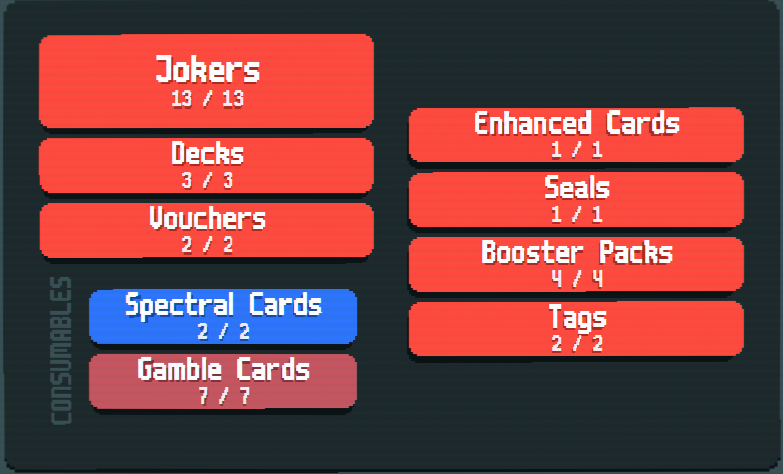 Jokers
13 / 13
Decks
3 / 3
Vouchers
2 / 2
CONSUMABLES
Spectral Cards
2 / 2
Gamble Cards
7 / 7
Enhanced Cards
1 / 1
Seals
1 / 1
Booster Packs
4 / 4
Tags
2 / 2